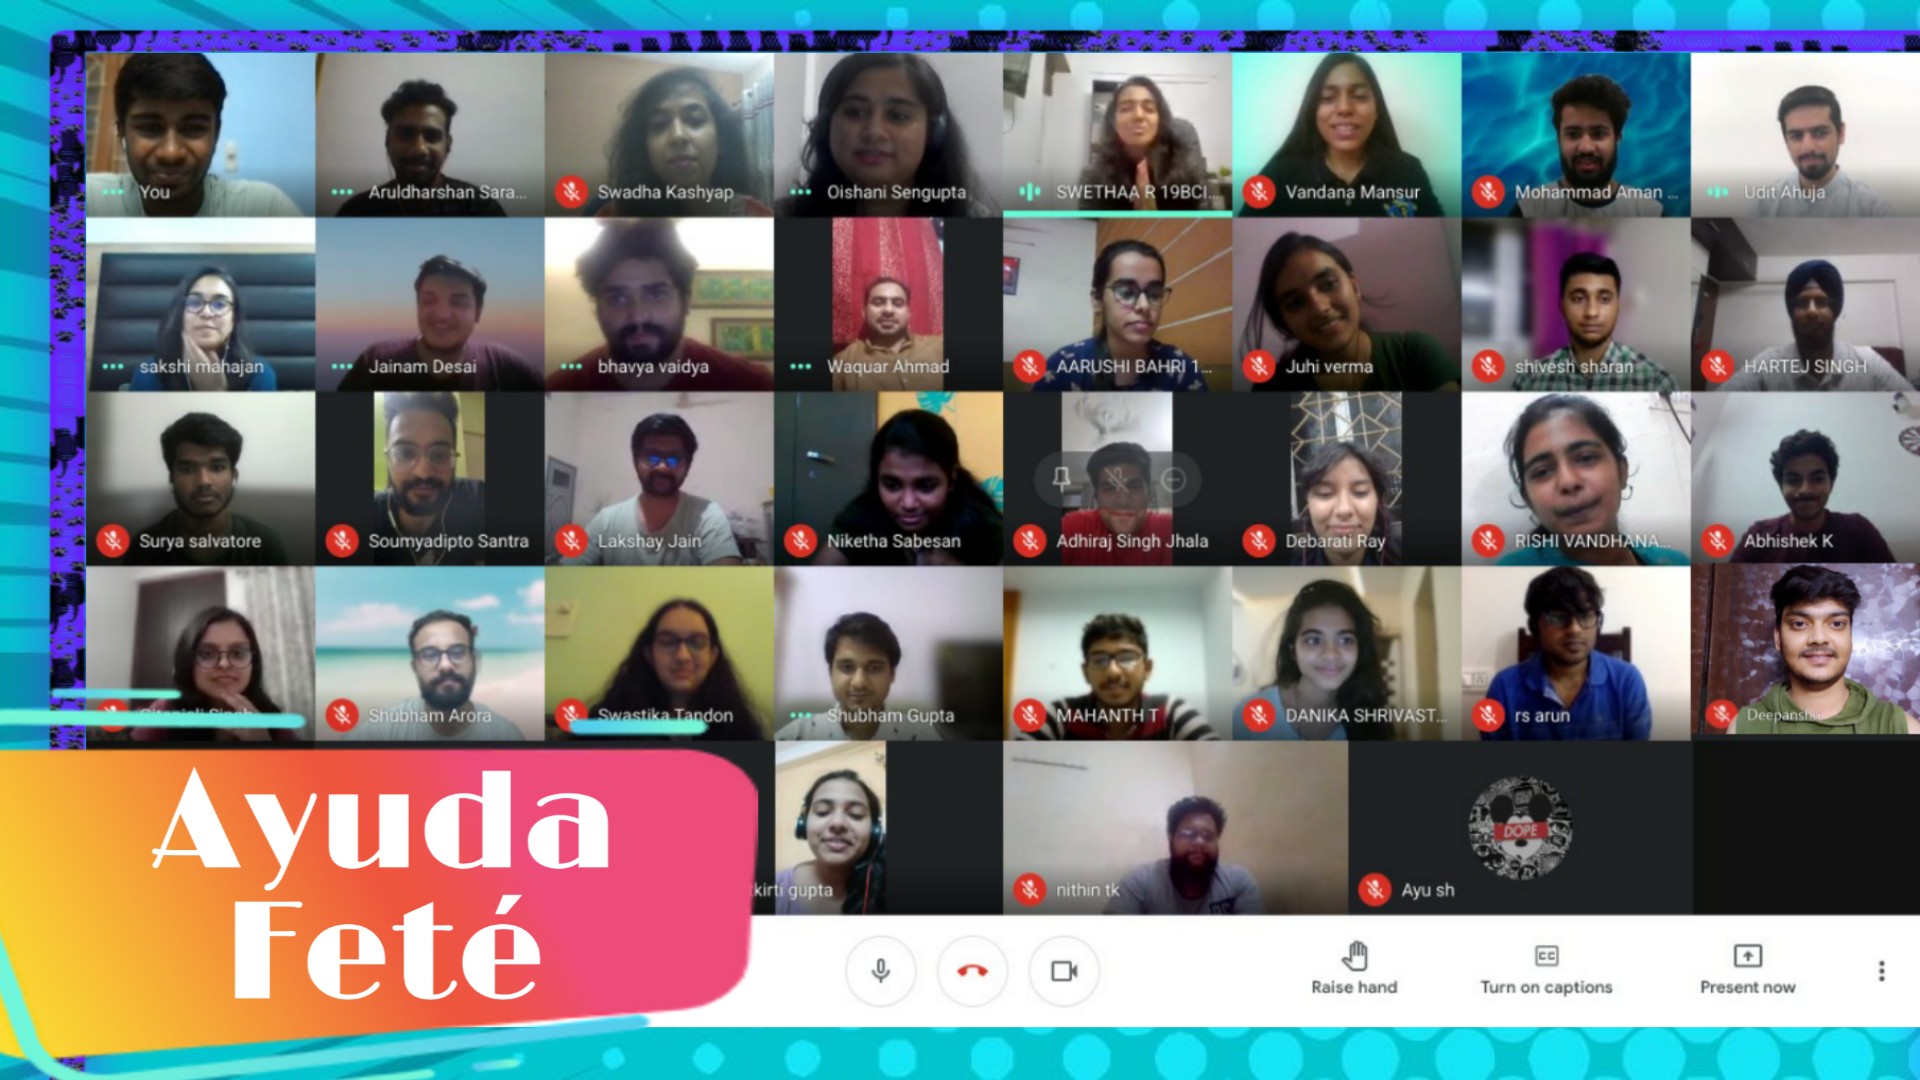 You
Aruldharshan Sara...
Swadha Kashyap
Oishani Sengupta
SWETHAA R 19BCI...
Vandana Mansur
Mohammad Aman ...
Udit Ahuja
sakshi mahajan
Jainam Desai
bhavya vaidya
Waquar Ahmad
AARUSHI BAHRI 1...
Juhi verma
shivesh sharan
HARTEJ SINGH
Surya salvatore
Soumyadipto Santra
Lakshay Jain
Niketha Sabesan
Adhiraj Singh Jhala
Debarati Ray
RISHI VANDHANA...
Abhishek K
Shubham Arora
Swastika Tandon
Shubham Gupta
MAHANTH T
DANIKA SHRIVAST...
rs arun
gupta
nithin tk
DOPE
Ayu sh
Ayuda
Feté
Raise hand
CC
Turn on captions
Present now